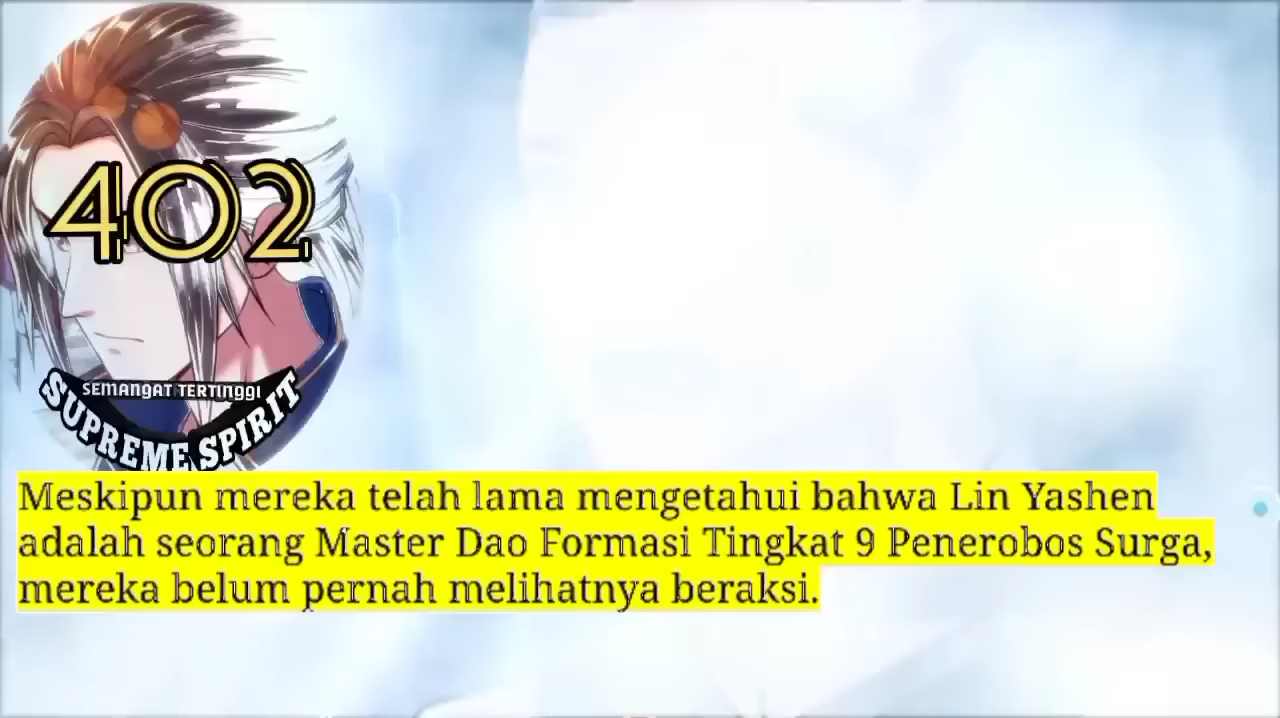 402
SEMANGAT TERTINGGI
SUPREME SPIRIT
Meskipun mereka telah lama mengetahui bahwa Lin Yashen
adalah seorang Master Dao Formasi Tingkat 9 Penerobos Surga,
mereka belum pernah melihatnya beraksi.